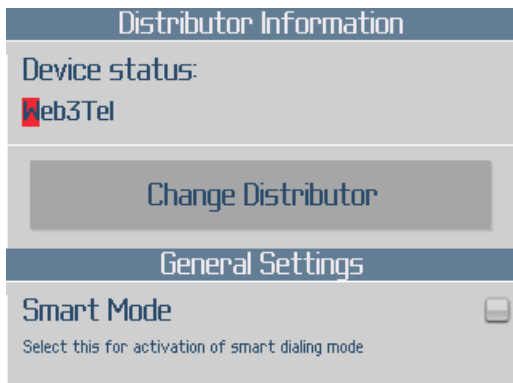 Distributor Information
Device status:
Web3Tel
Change Distributor
General Settings
Smart Mode
Select this for activation of smart dialing mode